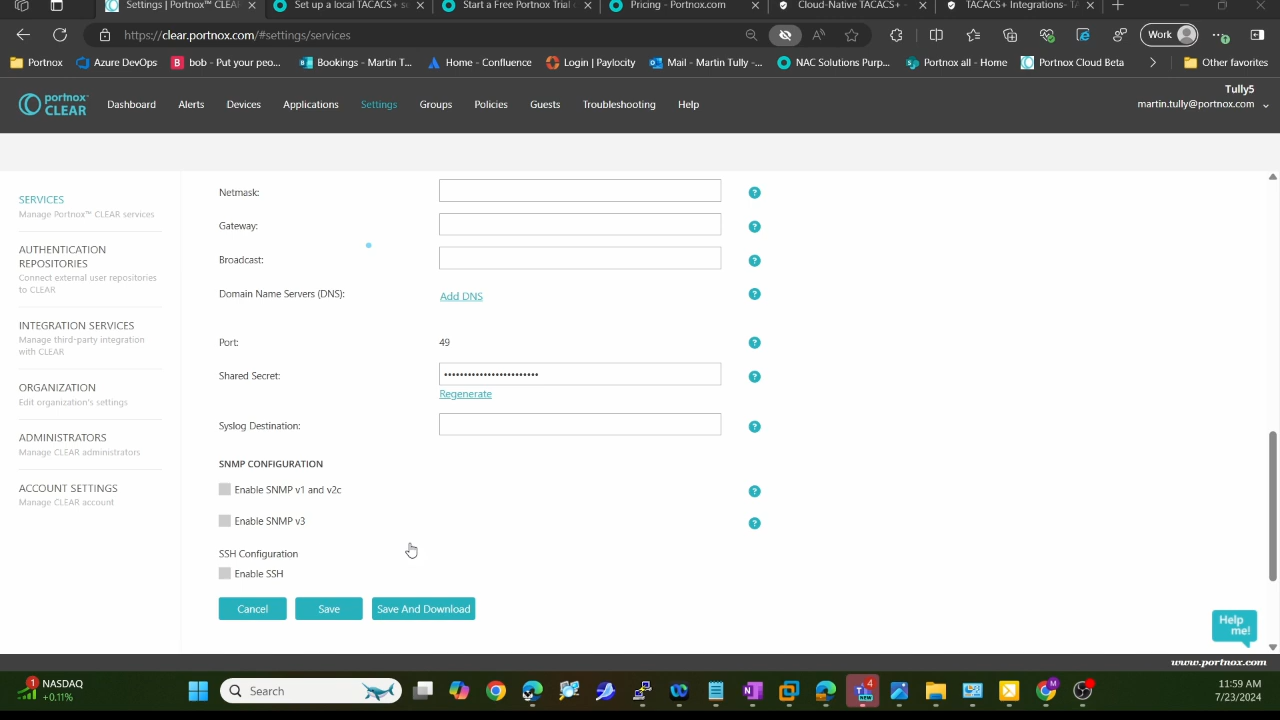 Settings | Portnox™ CLEAR
Set up a local TACACS+ s
Start a Free Portnox Trial
Pricing - Portnox.com
Cloud-Native TACACS+
TACACS+ Integrations- TA
https://clear.portnox.com/#settings/services
Work
Portnox
Azure DevOps
bob - Put your peo...
Bookings - Martin T...
Home - Confluence
Login | Paylocity
Mail - Martin Tully -...
NAC Solutions Purp...
Portnox all - Home
Portnox Cloud Beta
Other favorites
portnox™
CLEAR
Dashboard
Alerts
Devices
Applications
Settings
Groups
Policies
Guests
Troubleshooting
Help
Tully5
martin.tully@portnox.com
SERVICES
Manage Portnox™ CLEAR services
AUTHENTICATION
REPOSITORIES
Connect external user repositories
to CLEAR
INTEGRATION SERVICES
Manage third-party integration
with CLEAR
ORGANIZATION
Edit organization's settings
ADMINISTRATORS
Manage CLEAR administrators
ACCOUNT SETTINGS
Manage CLEAR account
Netmask:
?
Gateway:
?
Broadcast:
?
Domain Name Servers (DNS):
Add DNS
?
Port:
49
?
Shared Secret:
••••••••••••••••••••••••
?
Regenerate
Syslog Destination:
?
SNMP CONFIGURATION
Enable SNMP v1 and v2c
?
Enable SNMP v3
?
SSH Configuration
Enable SSH
Cancel
Save
Save And Download
Help
me!
www.portnox.com
1
NASDAQ
+0.11%
Search
4
NEW
M
11:59 AM
7/23/2024